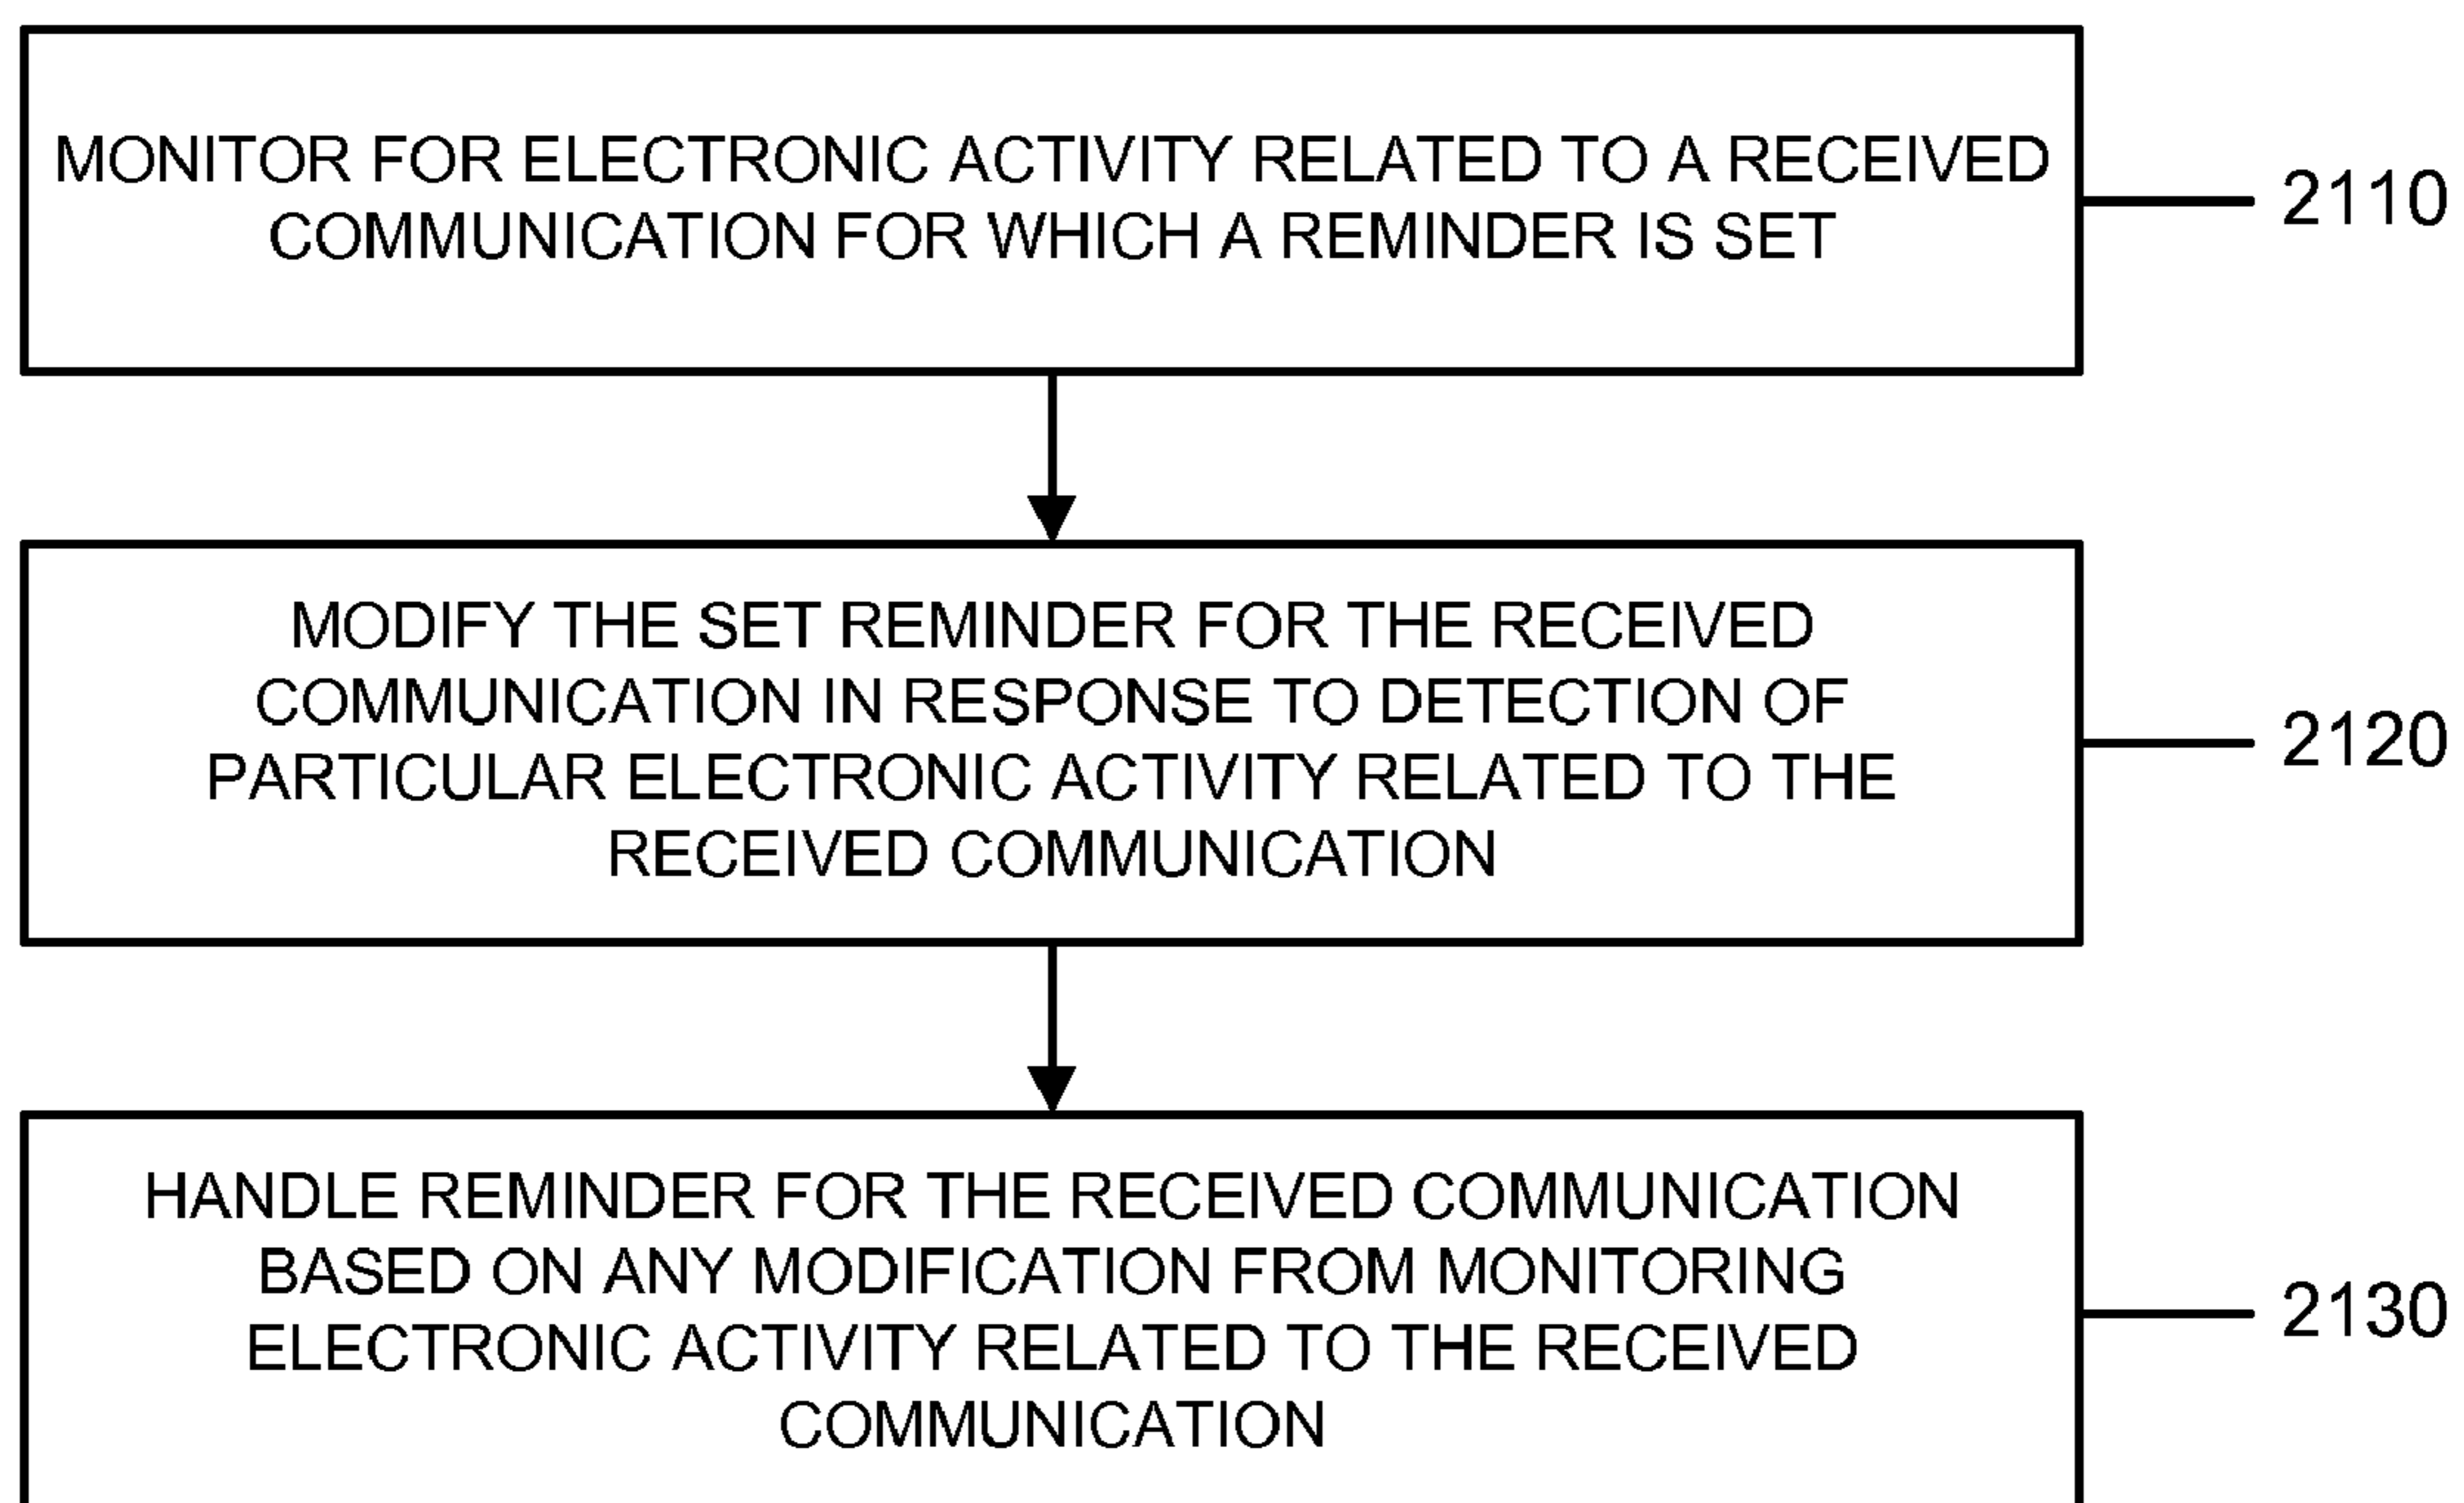 MONITOR FOR ELECTRONIC ACTIVITY RELATED TO A RECEIVED
COMMUNICATION FOR WHICH A REMINDER IS SET
2110
MODIFY THE SET REMINDER FOR THE RECEIVED
COMMUNICATION IN RESPONSE TO DETECTION OF
PARTICULAR ELECTRONIC ACTIVITY RELATED TO THE
RECEIVED COMMUNICATION
2120
HANDLE REMINDER FOR THE RECEIVED COMMUNICATION
BASED ON ANY MODIFICATION FROM MONITORING
ELECTRONIC ACTIVITY RELATED TO THE RECEIVED
COMMUNICATION
2130